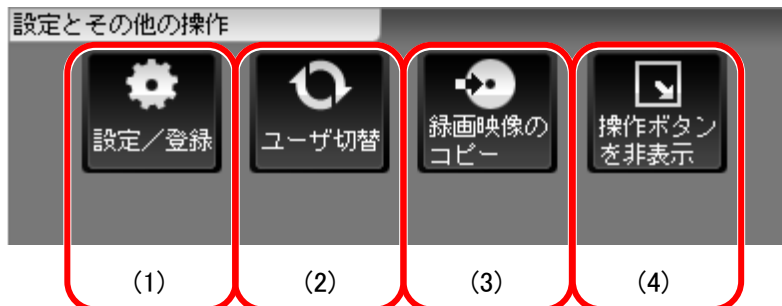 設定とその他の操作
設定／登録
ユーザ切替
録画映像の
コピー
操作ボタン
を非表示
(1)
(2)
(3)
(4)